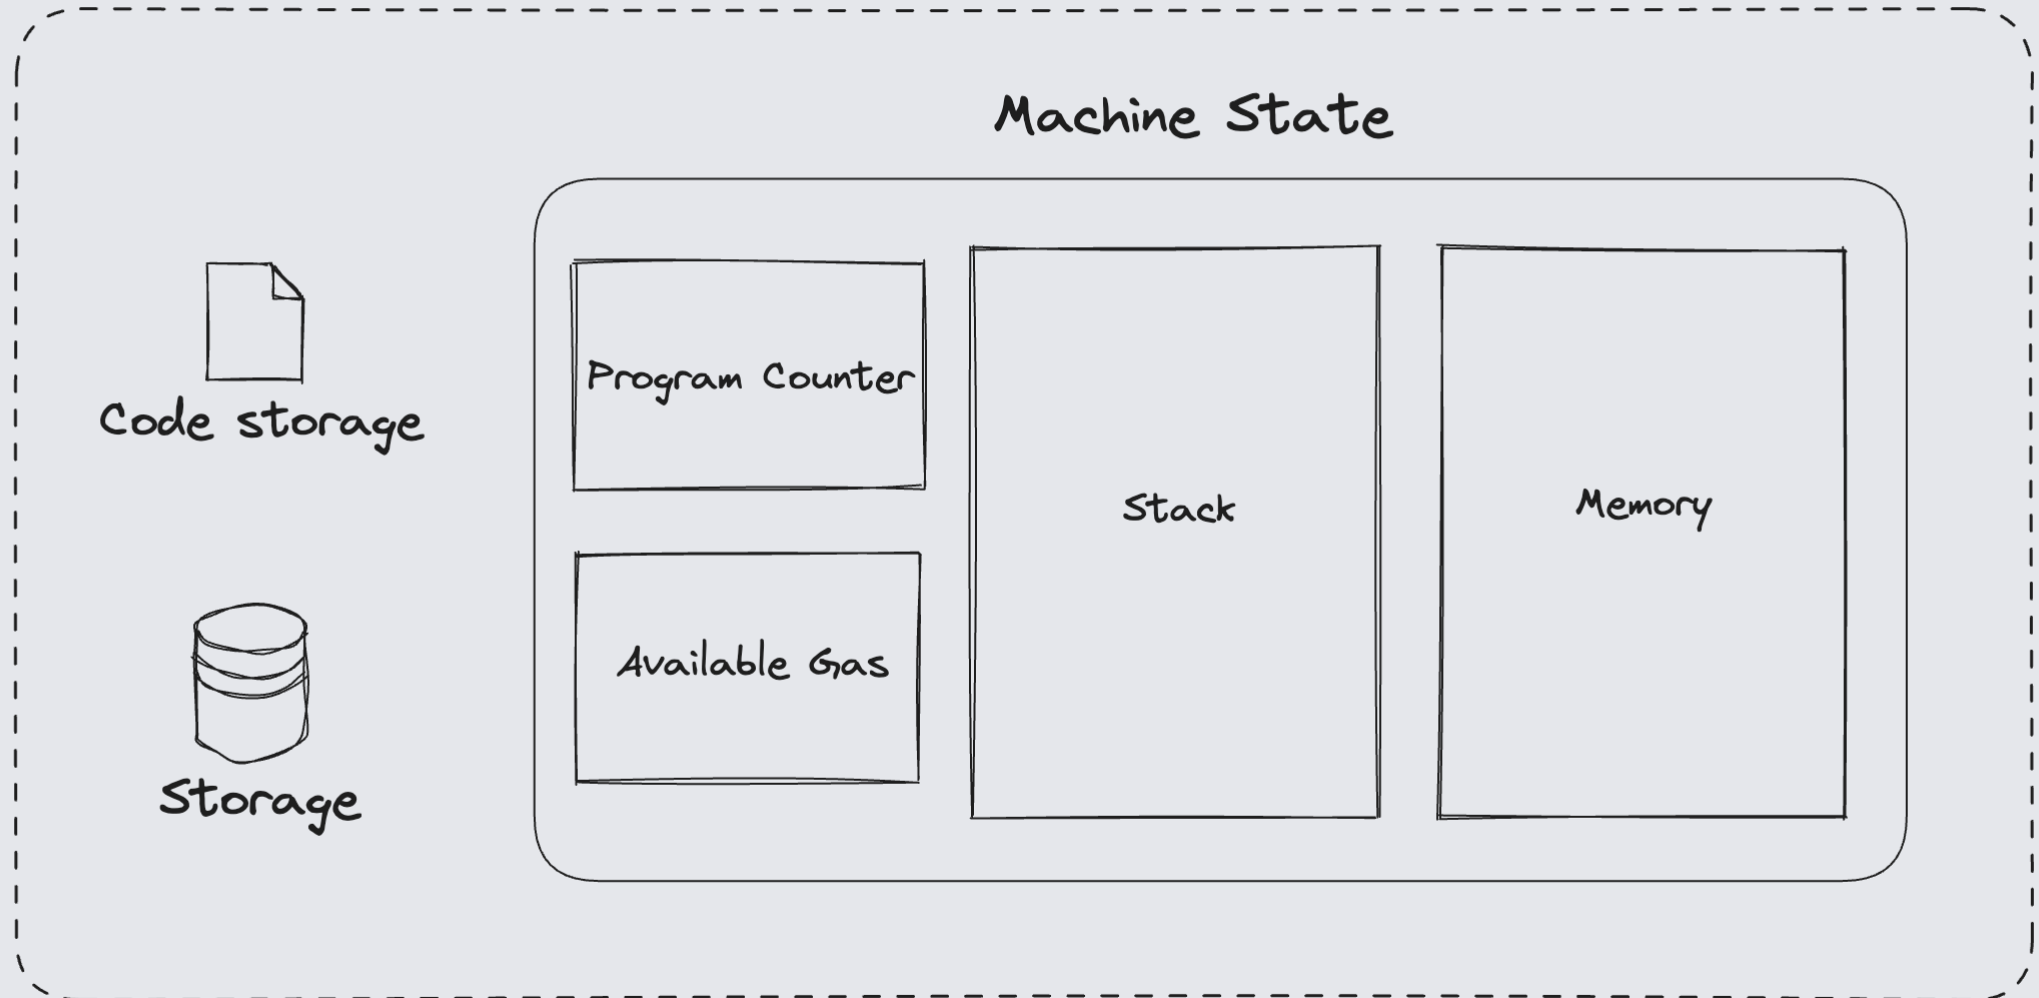 Machine State
Code storage
Storage
Program Counter
Available Gas
Stack
Memory